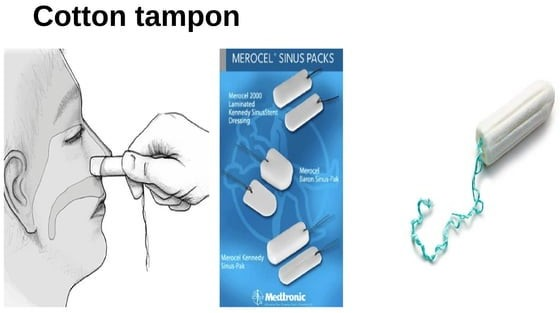 Cotton tampon
MEROCEL® SINUS PACKS
Merocel 2000
Laminated
Kennedy SinusStent
Dressing
Merocel
Baron Sinus-Pak
Merocel Kennedy
Sinus-Pak
Medtronic